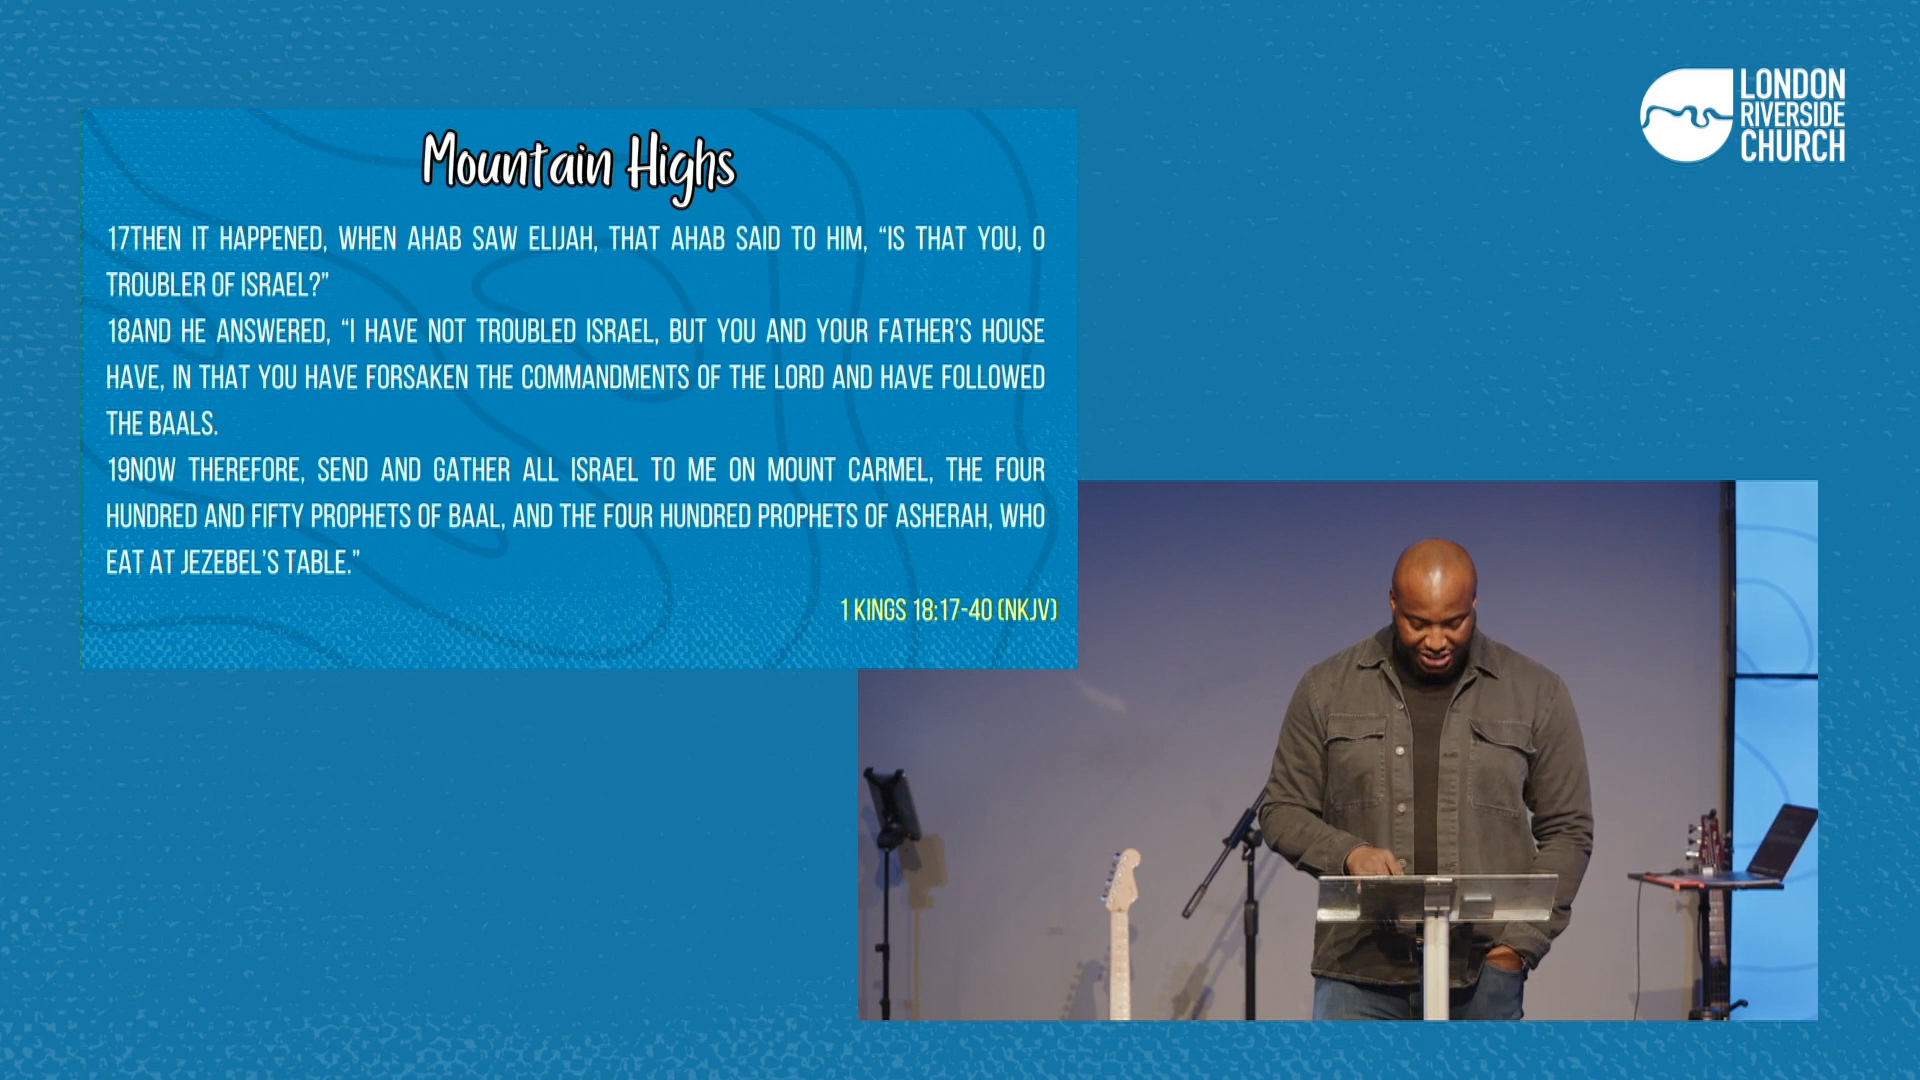 Mountain Highs
17THEN IT HAPPENED, WHEN AHAB SAW ELIJAH, THAT AHAB SAID TO HIM, “IS THAT YOU, O
TROUBLER OF ISRAEL?”
18AND HE ANSWERED, “I HAVE NOT TROUBLED ISRAEL, BUT YOU AND YOUR FATHER’S HOUSE
HAVE, IN THAT YOU HAVE FORSAKEN THE COMMANDMENTS OF THE LORD AND HAVE FOLLOWED
THE BAALS.
19NOW THEREFORE, SEND AND GATHER ALL ISRAEL TO ME ON MOUNT CARMEL, THE FOUR
HUNDRED AND FIFTY PROPHETS OF BAAL, AND THE FOUR HUNDRED PROPHETS OF ASHERAH, WHO
EAT AT JEZEBEL’S TABLE.”
1 KINGS 18:17-40 (NKJV)
LONDON
RIVERSIDE
CHURCH